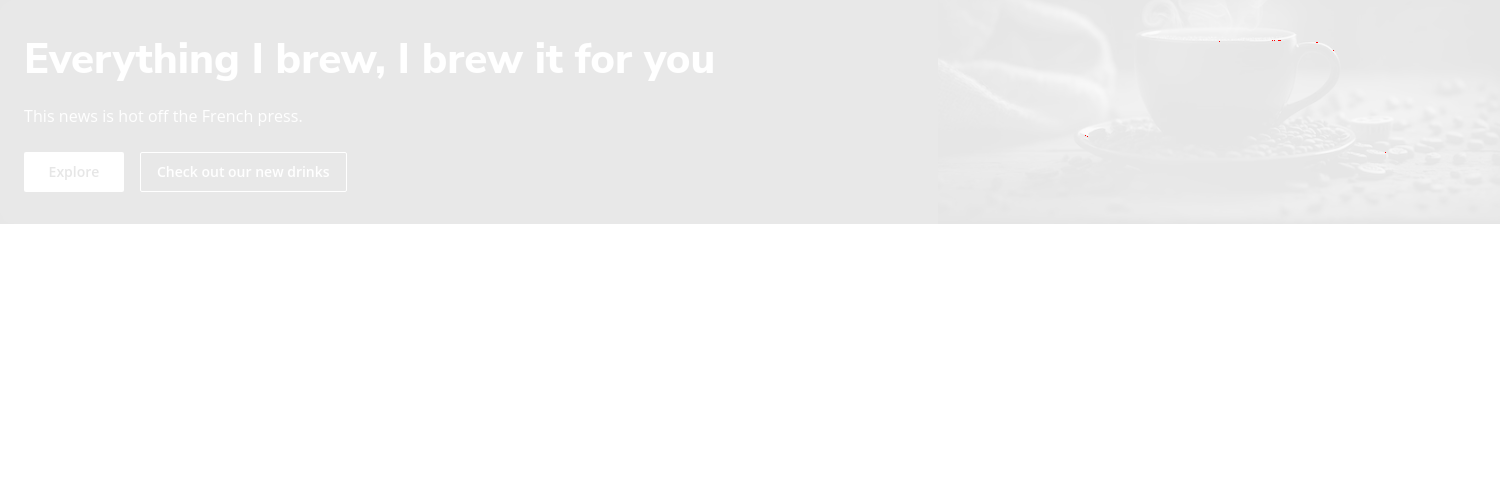 Everything I brew, I brew it for you
This news is hot off the French press.
Explore
Check out our new drinks